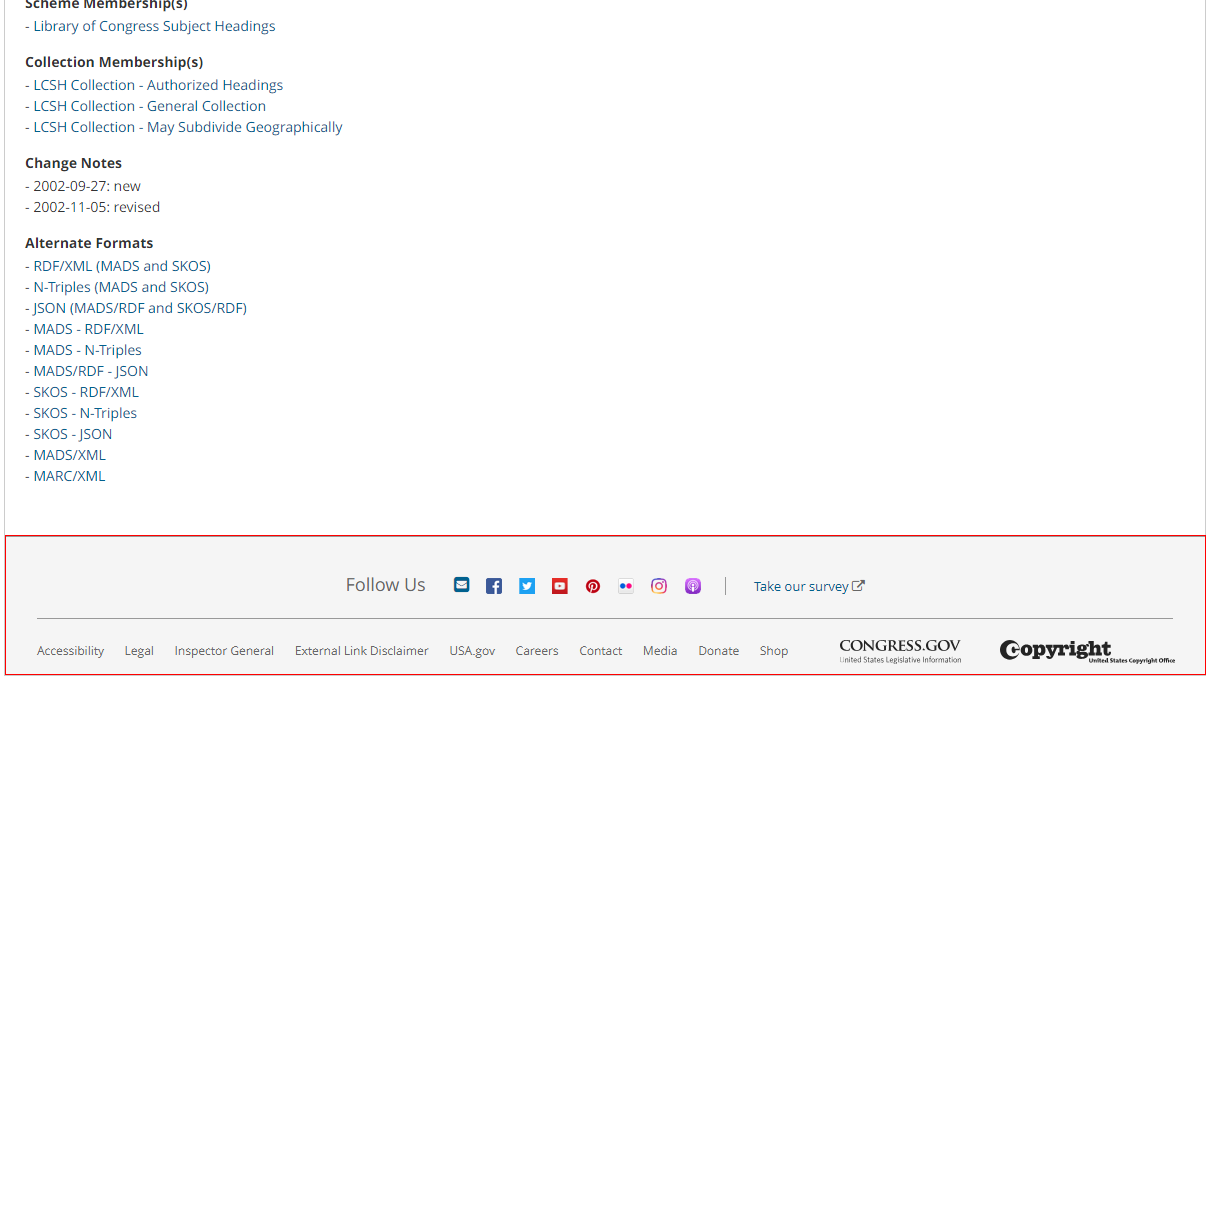 Scheme Membership(s)
- Library of Congress Subject Headings
Collection Membership(s)
- LCSH Collection - Authorized Headings
- LCSH Collection - General Collection
- LCSH Collection - May Subdivide Geographically
Change Notes
- 2002-09-27: new
- 2002-11-05: revised
Alternate Formats
- RDF/XML (MADS and SKOS)
- N-Triples (MADS and SKOS)
- JSON (MADS/RDF and SKOS/RDF)
- MADS - RDF/XML
- MADS - N-Triples
- MADS/RDF - JSON
- SKOS - RDF/XML
- SKOS - N-Triples
- SKOS - JSON
- MADS/XML
- MARC/XML
Follow Us Take our survey
Accessibility Legal Inspector General External Link Disclaimer USA.gov Careers Contact Media Donate Shop CONGRESS.GOV Copyright
United States Legislative Information United States Copyright Office